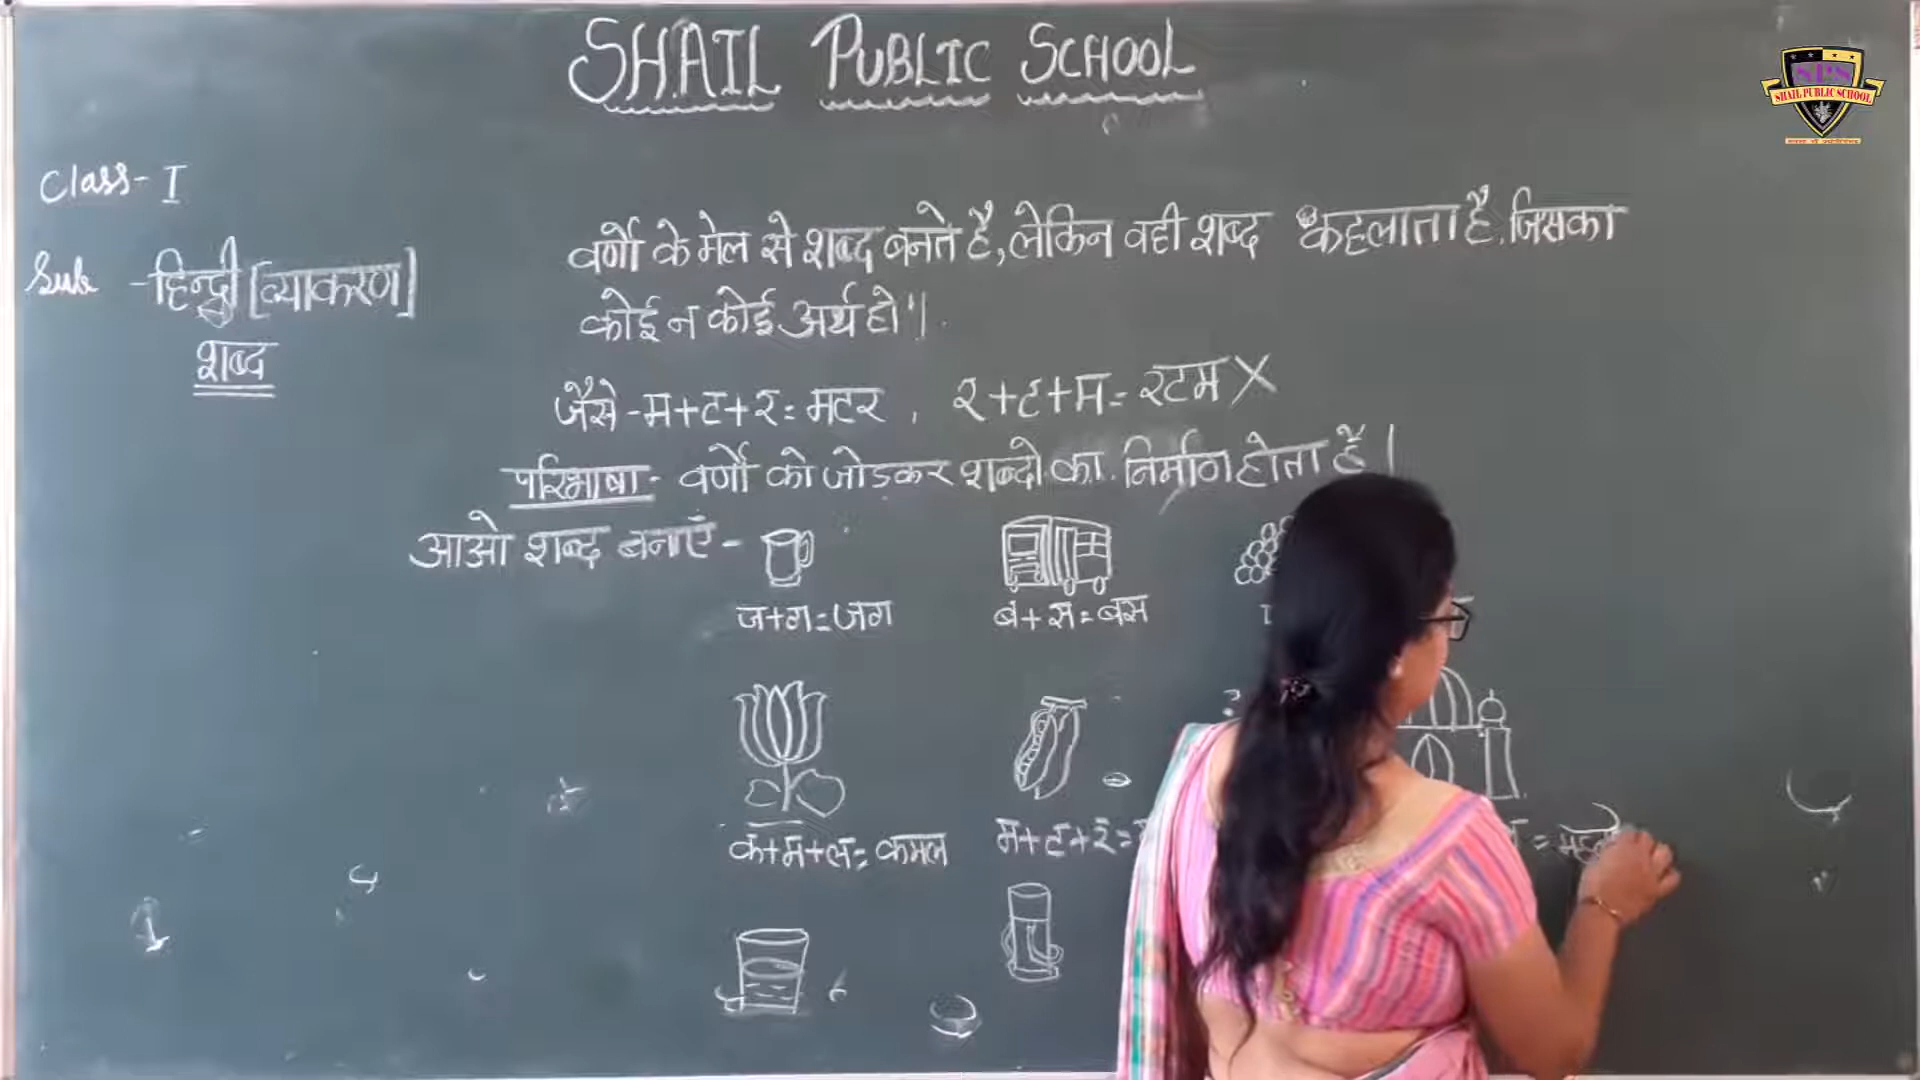 SHAIL PUBLIC SCHOOL
SPS
SHAIL PUBLIC SCHOOL
Class- I
Sub - हिन्दी [व्याकरण]
शब्द
वर्णो के मेल से शब्द बनते है, लेकिन वही शब्द कहलाता है, जिसका
कोई न कोई अर्थ हो"|
जैसे- म+ट+र= मटर , र+ट+म= रटम X
परिभाषा- वर्णो को जोडकर शब्दो का निर्माण होता है |
आओ शब्द बनाएँ-
ज+ग=जग ब+स=बस
क+म+ल= कमल म+ट+र=